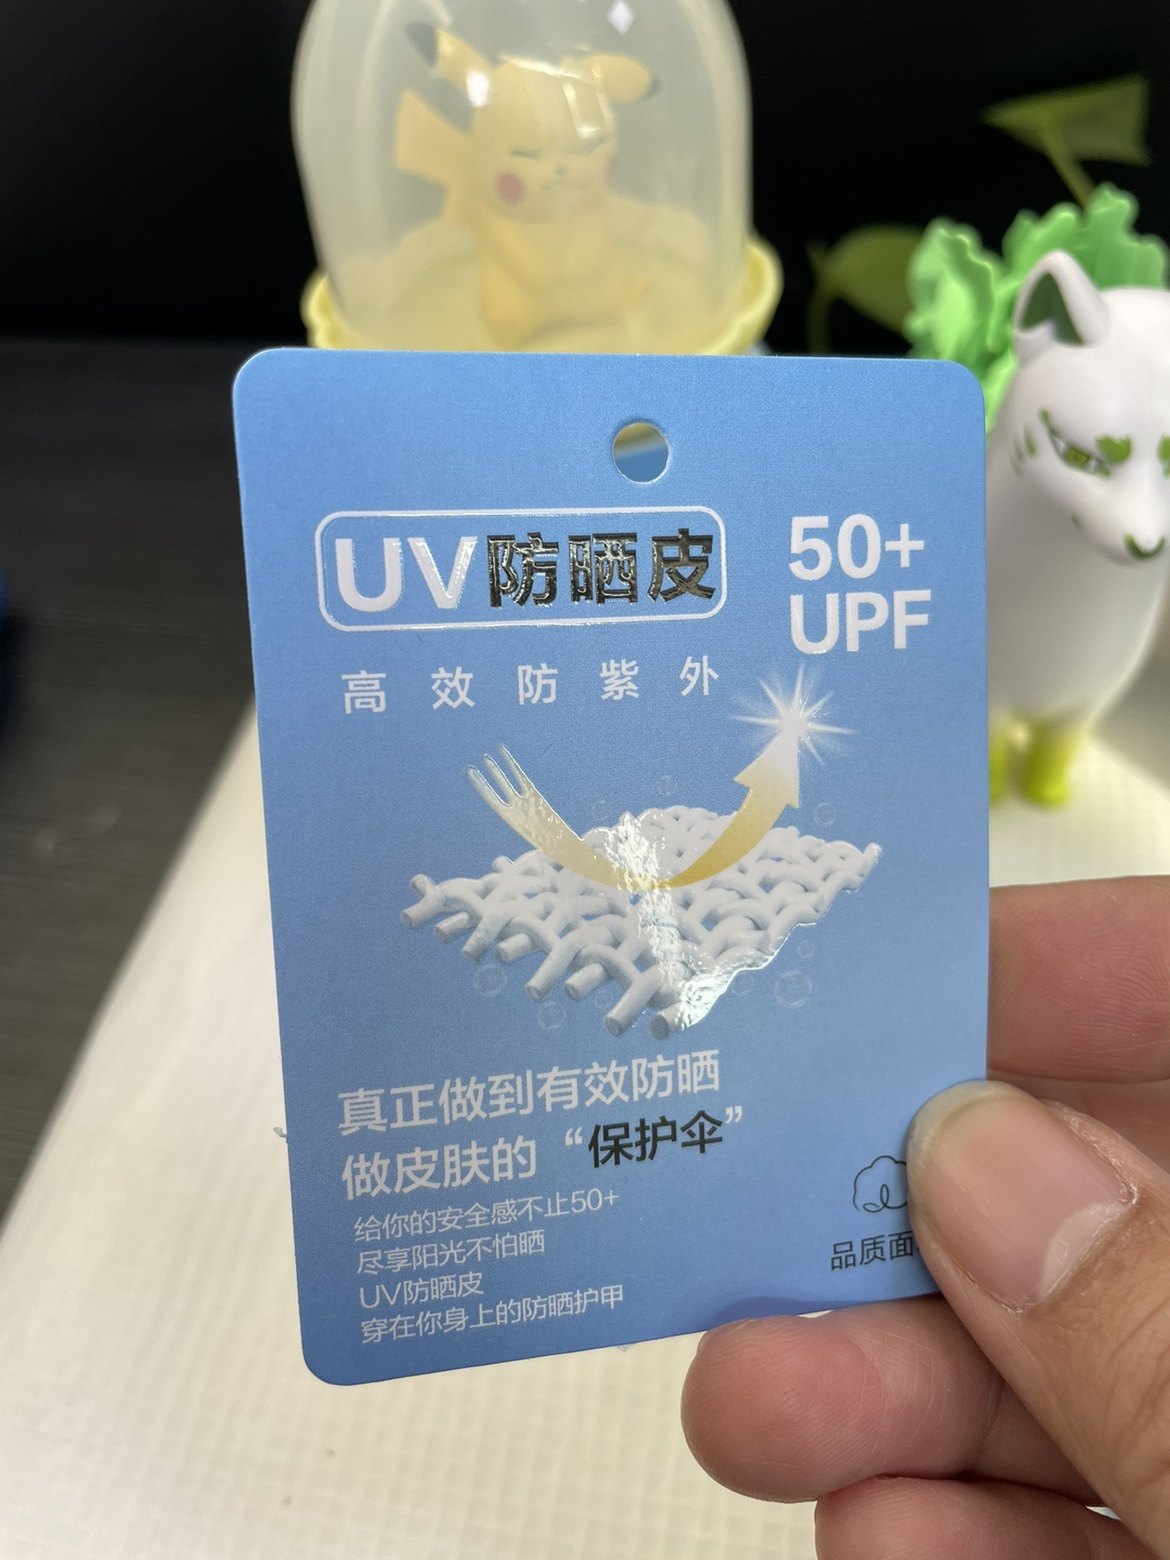 UV防晒皮
50+
UPF
高效防紫外
真正做到有效防晒
做皮肤的“保护伞”
给你的安全感不止50+
尽享阳光不怕晒
UV防晒皮
穿在你身上的防晒护甲
品质面